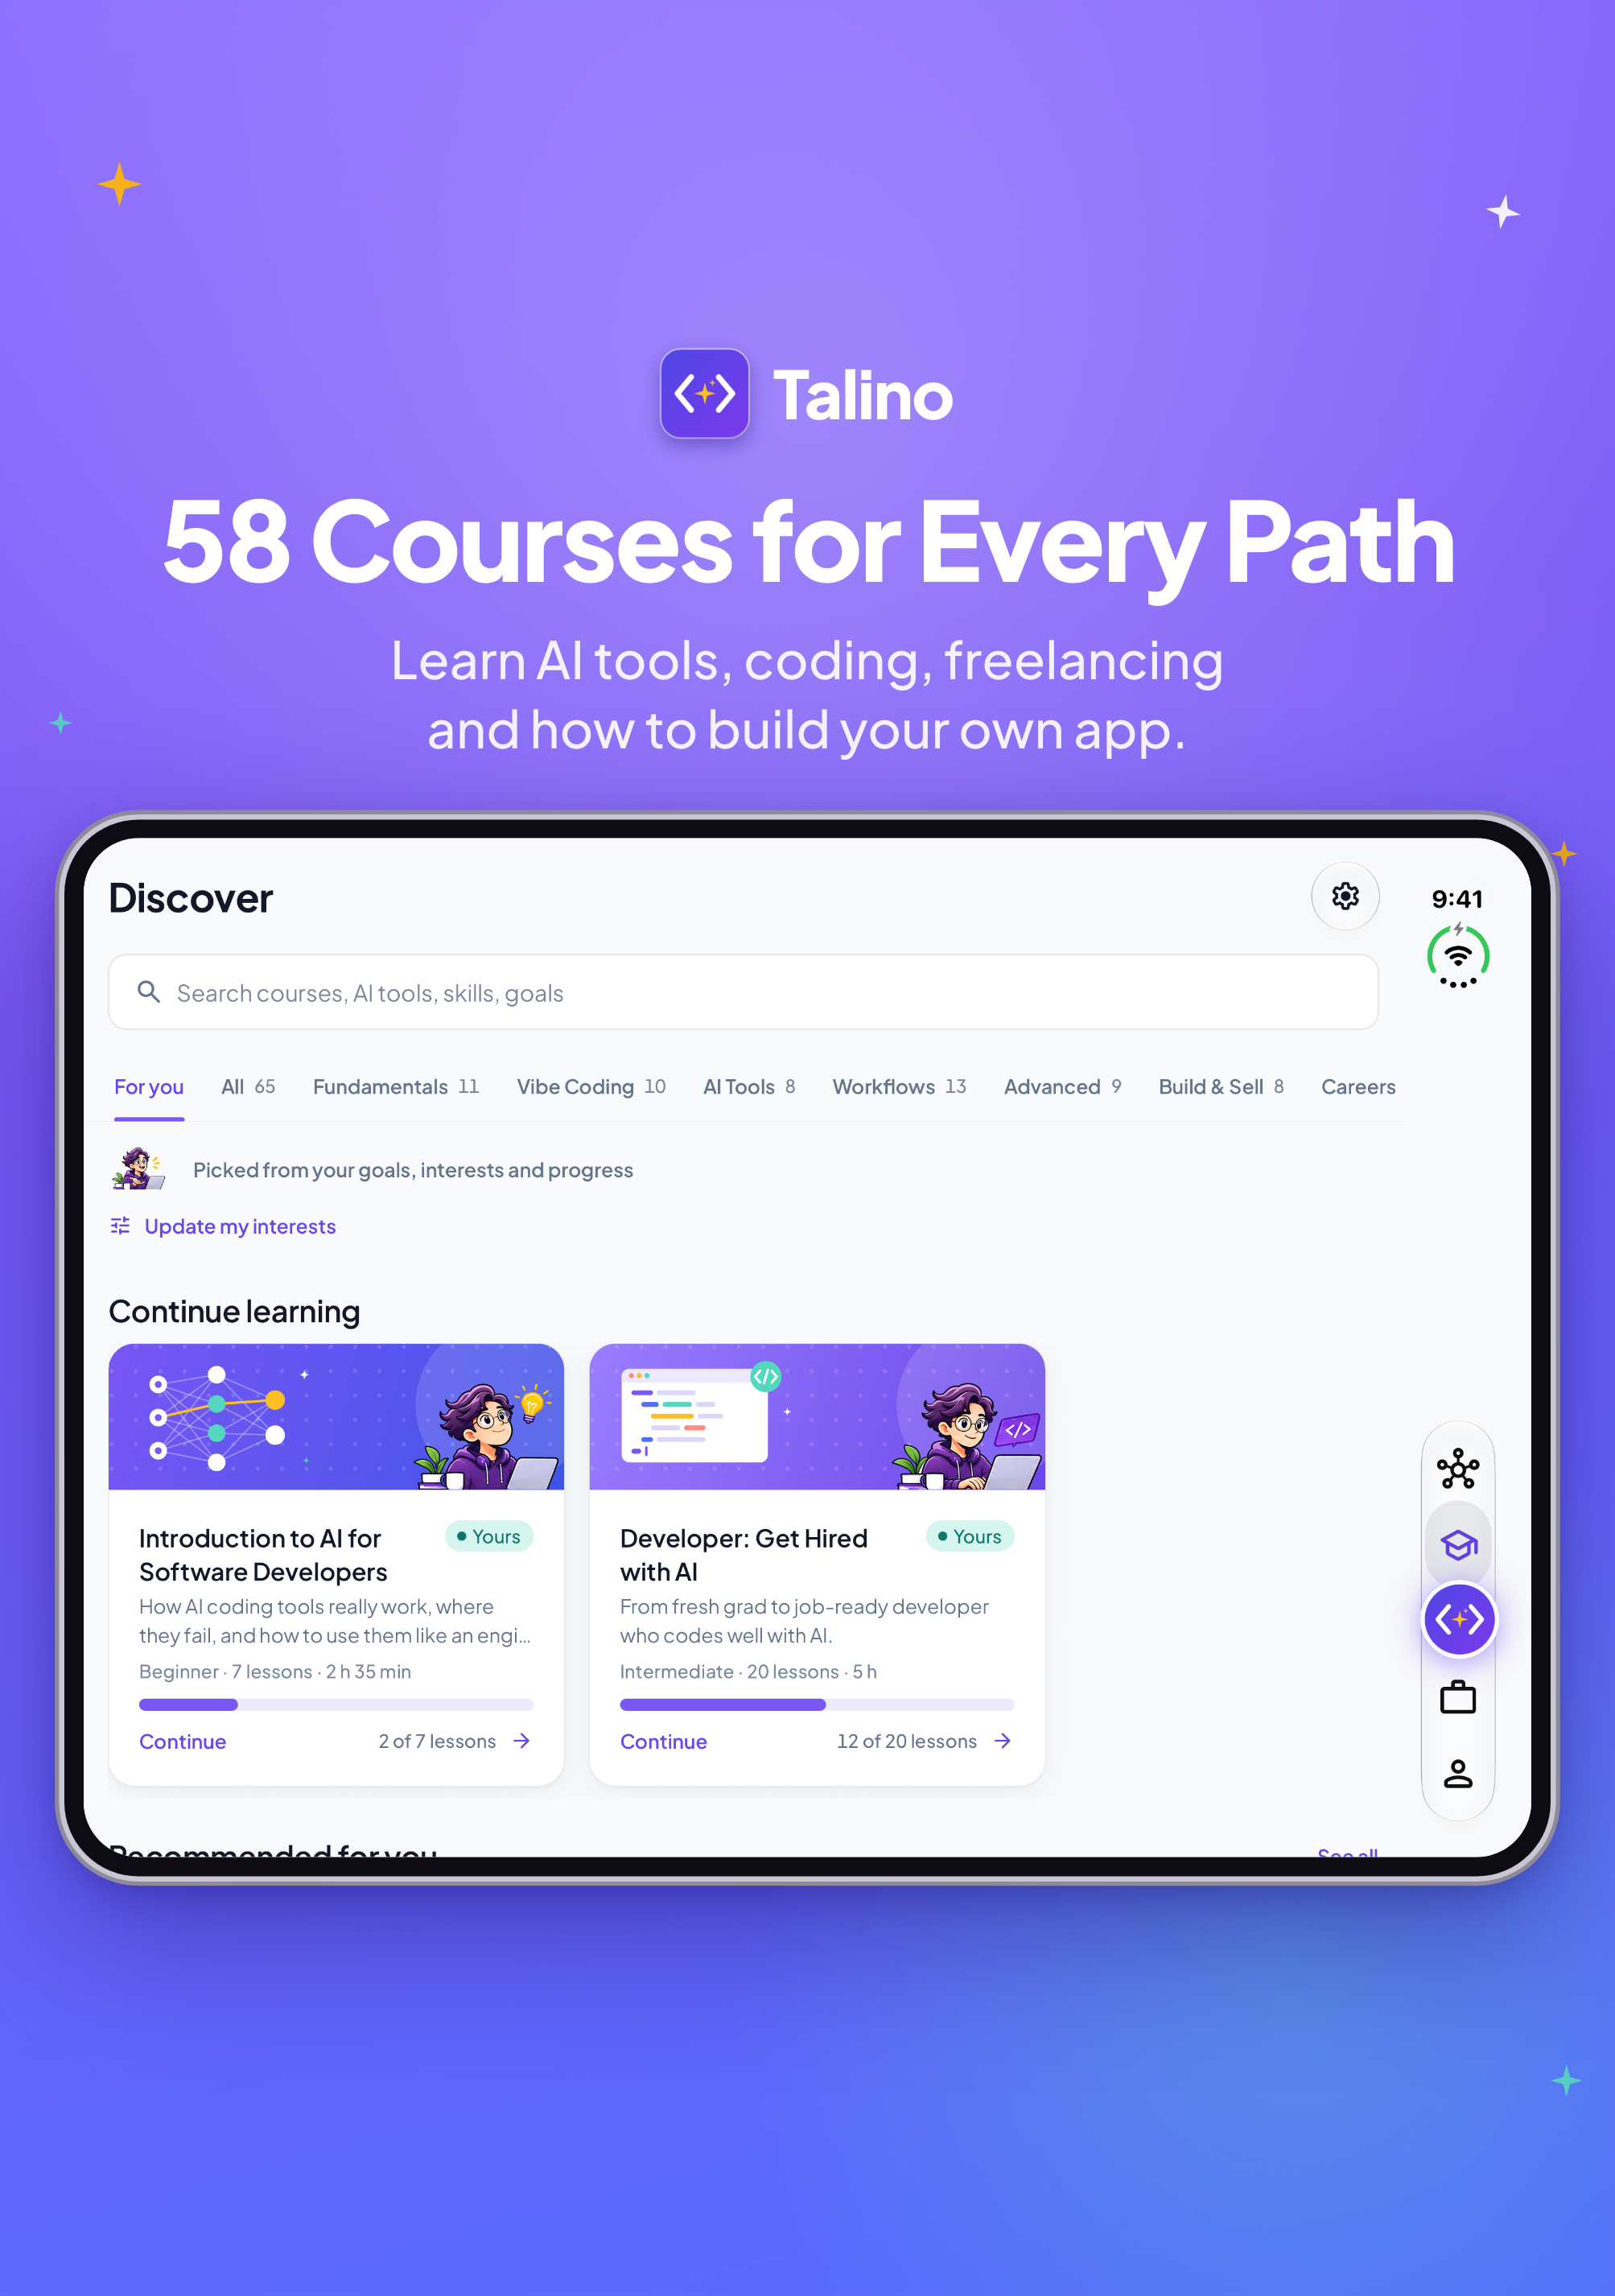 Talino
58 Courses for Every Path
Learn AI tools, coding, freelancing
and how to build your own app.
Discover
9:41
Search courses, AI tools, skills, goals
For you All 65 Fundamentals 11 Vibe Coding 10 AI Tools 8 Workflows 13 Advanced 9 Build & Sell 8 Careers
Picked from your goals, interests and progress
Update my interests
Continue learning
Introduction to AI for
Software Developers
Yours
How AI coding tools really work, where
they fail, and how to use them like an engi...
Beginner · 7 lessons · 2 h 35 min
Continue 2 of 7 lessons
Developer: Get Hired
with AI
Yours
From fresh grad to job-ready developer
who codes well with AI.
Intermediate · 20 lessons · 5 h
Continue 12 of 20 lessons
Recommended for you See all